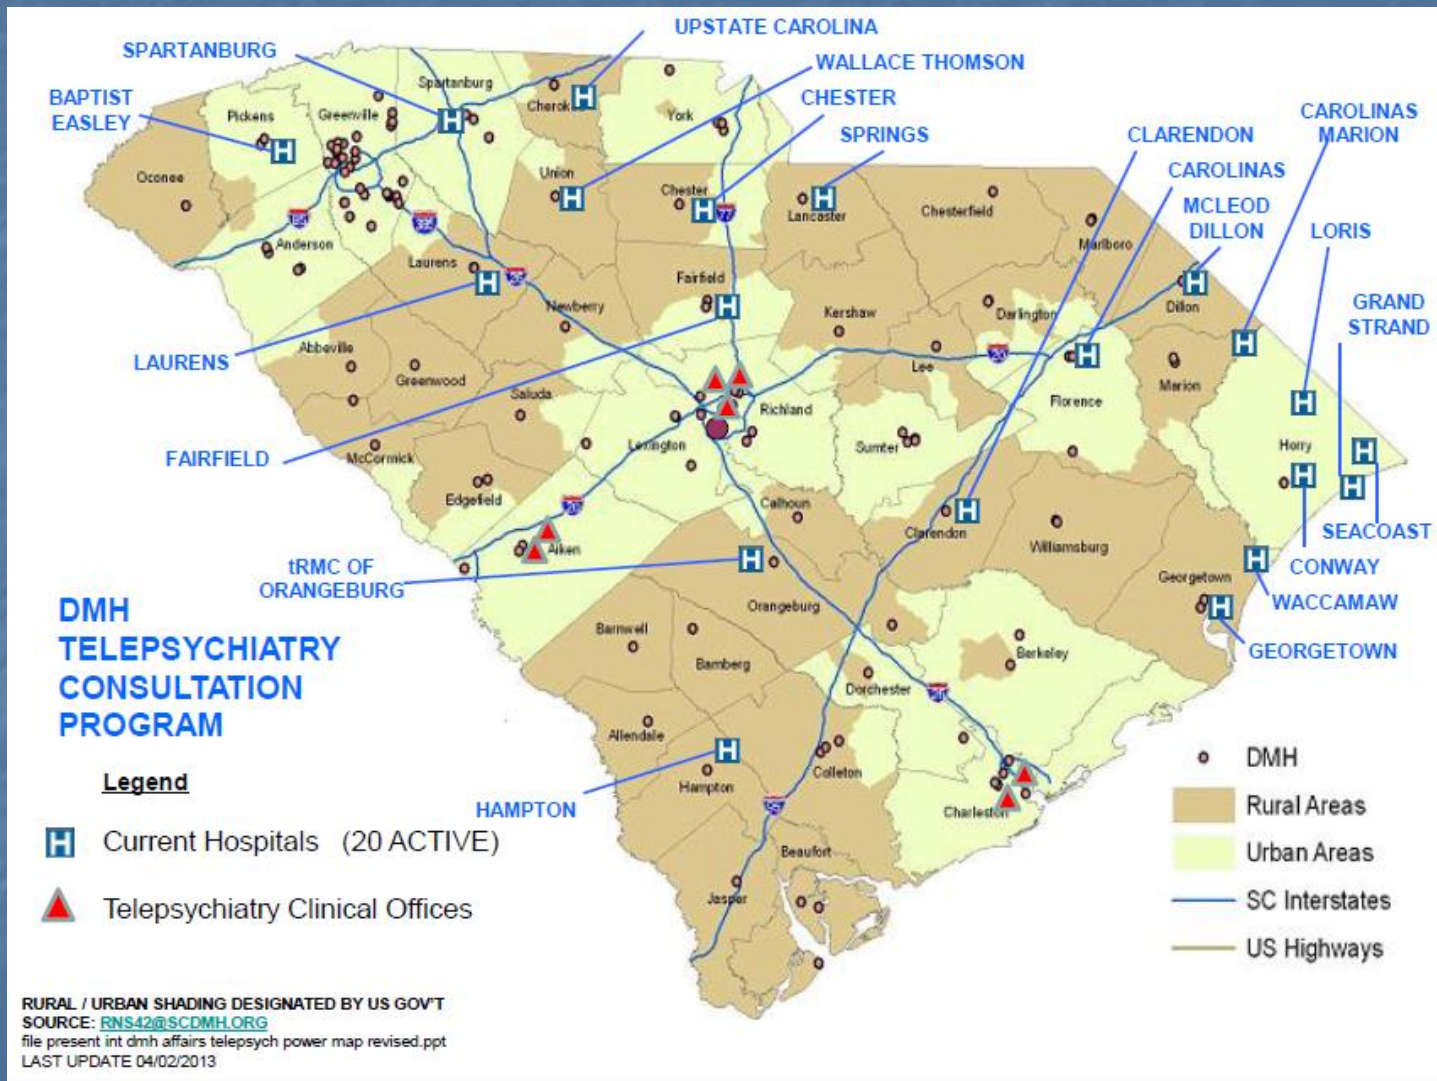 UPSTATE CAROLINA
SPARTANBURG
WALLACE THOMSON
BAPTIST
EASLEY
CHESTER
SPRINGS
CLARENDON
CAROLINAS
MARION
CAROLINAS
MCLEOD
DILLON
LORIS
GRAND
STRAND
Spartanburg
Cherok
Pickens
Greenville
York
Oconee
Union
Chester
Lancaster
Chesterfield
Marlboro
Anderson
Laurens
Fairfield
Newberry
Kershaw
Darlington
Dillon
LAURENS
Abbeville
Greenwood
Saluda
Lee
Marion
Richland
Florence
FAIRFIELD
McCormick
Lexington
Sumter
Horry
Edgefield
Calhoun
Clarendon
Williamsburg
SEACOAST
Aiken
tRMC OF
ORANGEBURG
CONWAY
Georgetown
WACCAMAW
Orangeburg
GEORGETOWN
Barnwell
Bamberg
Berkeley
Dorchester
Allendale
Hampton
Colleton
Charleston
HAMPTON
Beaufort
Jasper
77
20
20
95
DMH
TELEPSYCHIATRY
CONSULTATION
PROGRAM
Legend
Current Hospitals (20 ACTIVE)
Telepsychiatry Clinical Offices
DMH
Rural Areas
Urban Areas
SC Interstates
US Highways
RURAL / URBAN SHADING DESIGNATED BY US GOV'T
SOURCE: RNS42@SCDMH.ORG
file present int dmh affairs telepsych power map revised.ppt
LAST UPDATE 04/02/2013